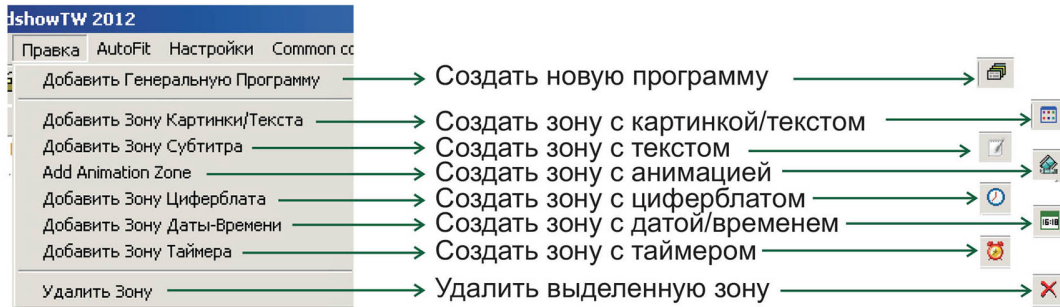 dshowTW 2012
Правка AutoFit Настройки Common co
Добавить Генеральную Программу Создать новую программу
Добавить Зону Картинки/Текста Создать зону с картинкой/текстом
Добавить Зону Субтитра Создать зону с текстом
Add Animation Zone Создать зону с анимацией
Добавить Зону Циферблата Создать зону с циферблатом
Добавить Зону Даты-Времени Создать зону с датой/временем 16:18
Добавить Зону Таймера Создать зону с таймером
Удалить Зону Удалить выделенную зону